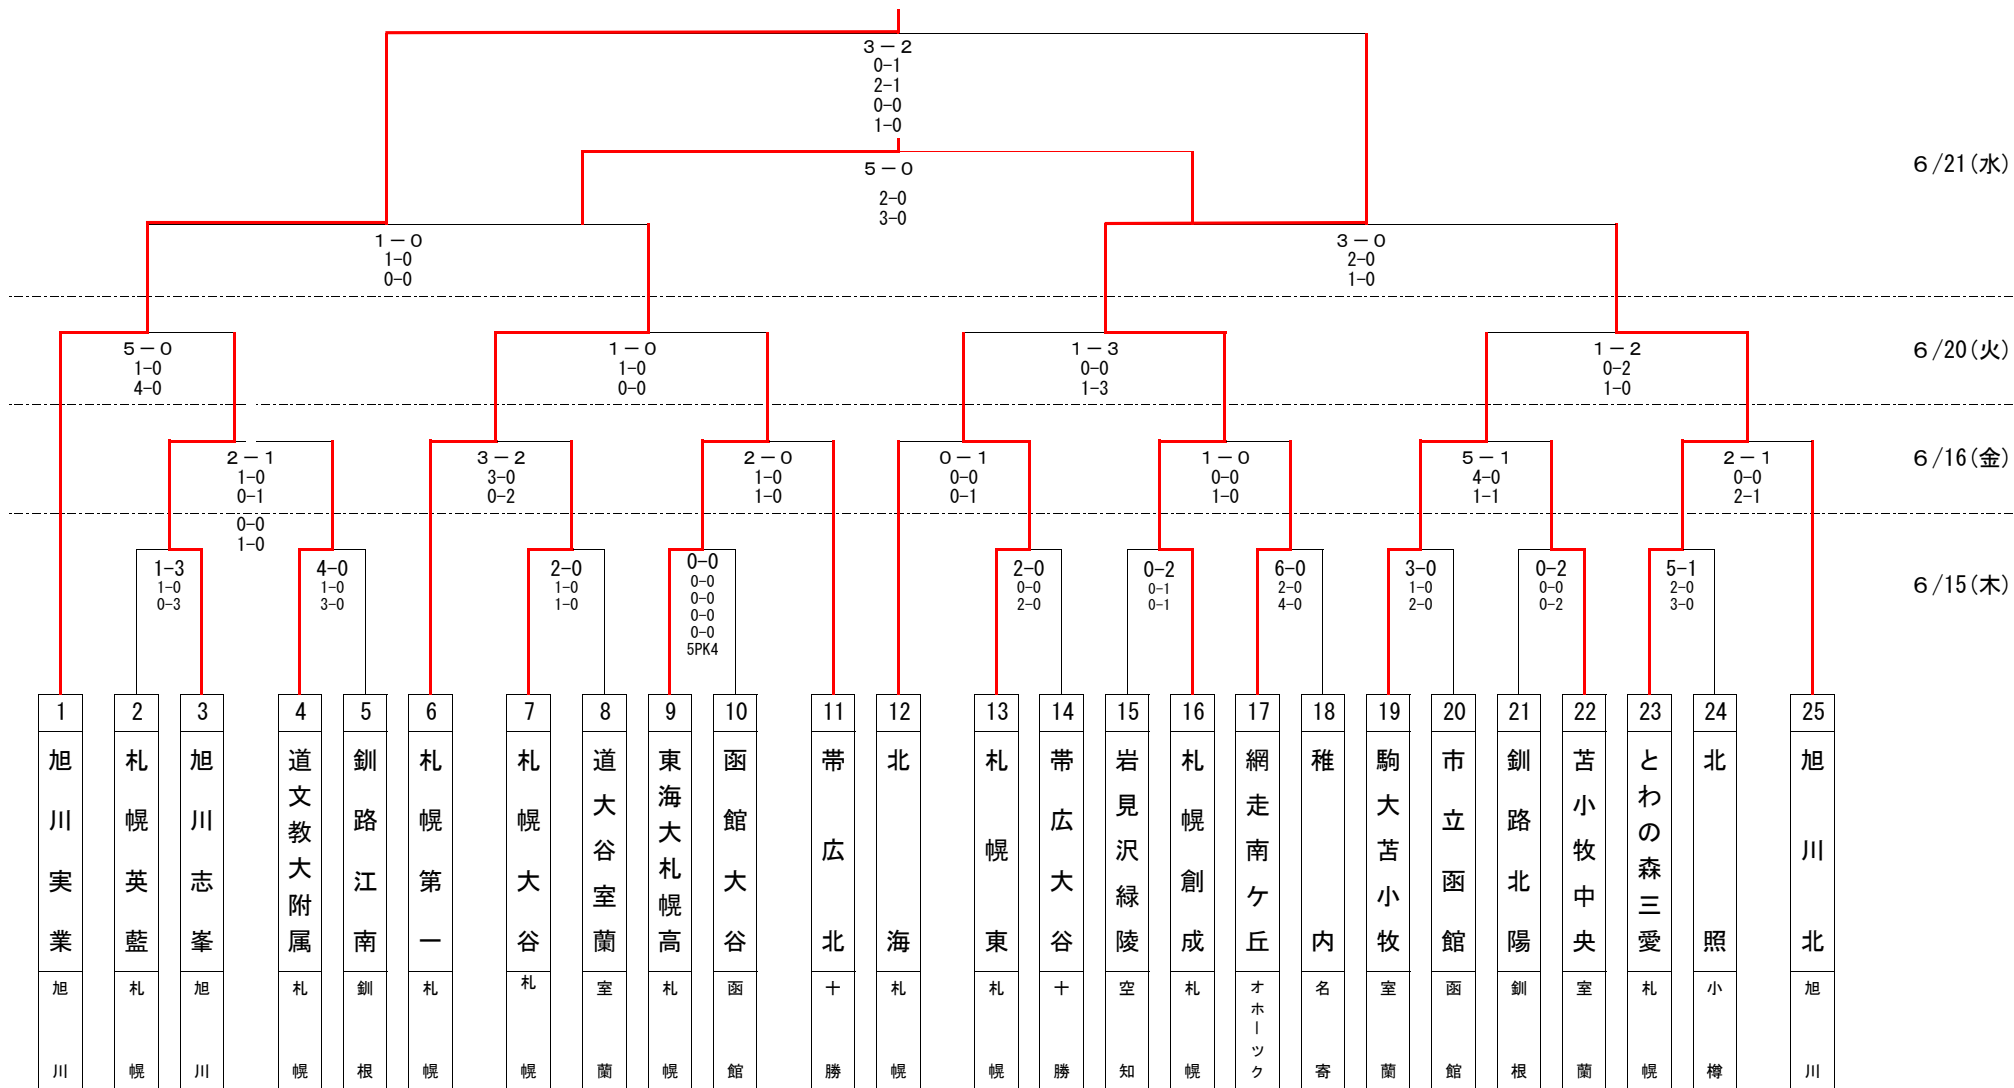 ３－２
0-1
2-1
0-0
1-0
５－０
2-0
3-0
６/21(水)
１－０
1-0
0-0
３－０
2-0
1-0
５－０
1-0
4-0
１－０
1-0
0-0
１－３
0-0
1-3
１－２
0-2
1-0
６/20(火)
２－１
1-0
0-1
0-0
1-0
３－２
3-0
0-2
２－０
1-0
1-0
０－１
0-0
0-1
１－０
0-0
1-0
５－１
4-0
1-1
２－１
0-0
2-1
６/16(金)
1-3
1-0
0-3
4-0
1-0
3-0
2-0
1-0
1-0
0-0
0-0
0-0
0-0
0-0
5PK4
2-0
0-0
2-0
0-2
0-1
0-1
6-0
2-0
4-0
3-0
1-0
2-0
0-2
0-0
0-2
5-1
2-0
3-0
６/15(木)
1
旭川実業
旭川
2
札幌英藍
札幌
3
旭川志峯
旭川
4
道文教大附属
札幌
5
釧路江南
釧根
6
札幌第一
札幌
7
札幌大谷
札幌
8
道大谷室蘭
室蘭
9
東海大札幌高
札幌
10
函館大谷
函館
11
帯広北
十勝
12
北海
札幌
13
札幌東
札幌
14
帯広大谷
十勝
15
岩見沢緑陵
空知
16
札幌創成
札幌
17
網走南ケ丘
オホーツク
18
稚内
名寄
19
駒大苫小牧
室蘭
20
市立函館
函館
21
釧路北陽
釧根
22
苫小牧中央
室蘭
23
とわの森三愛
札幌
24
北照
小樽
25
旭川北
旭川